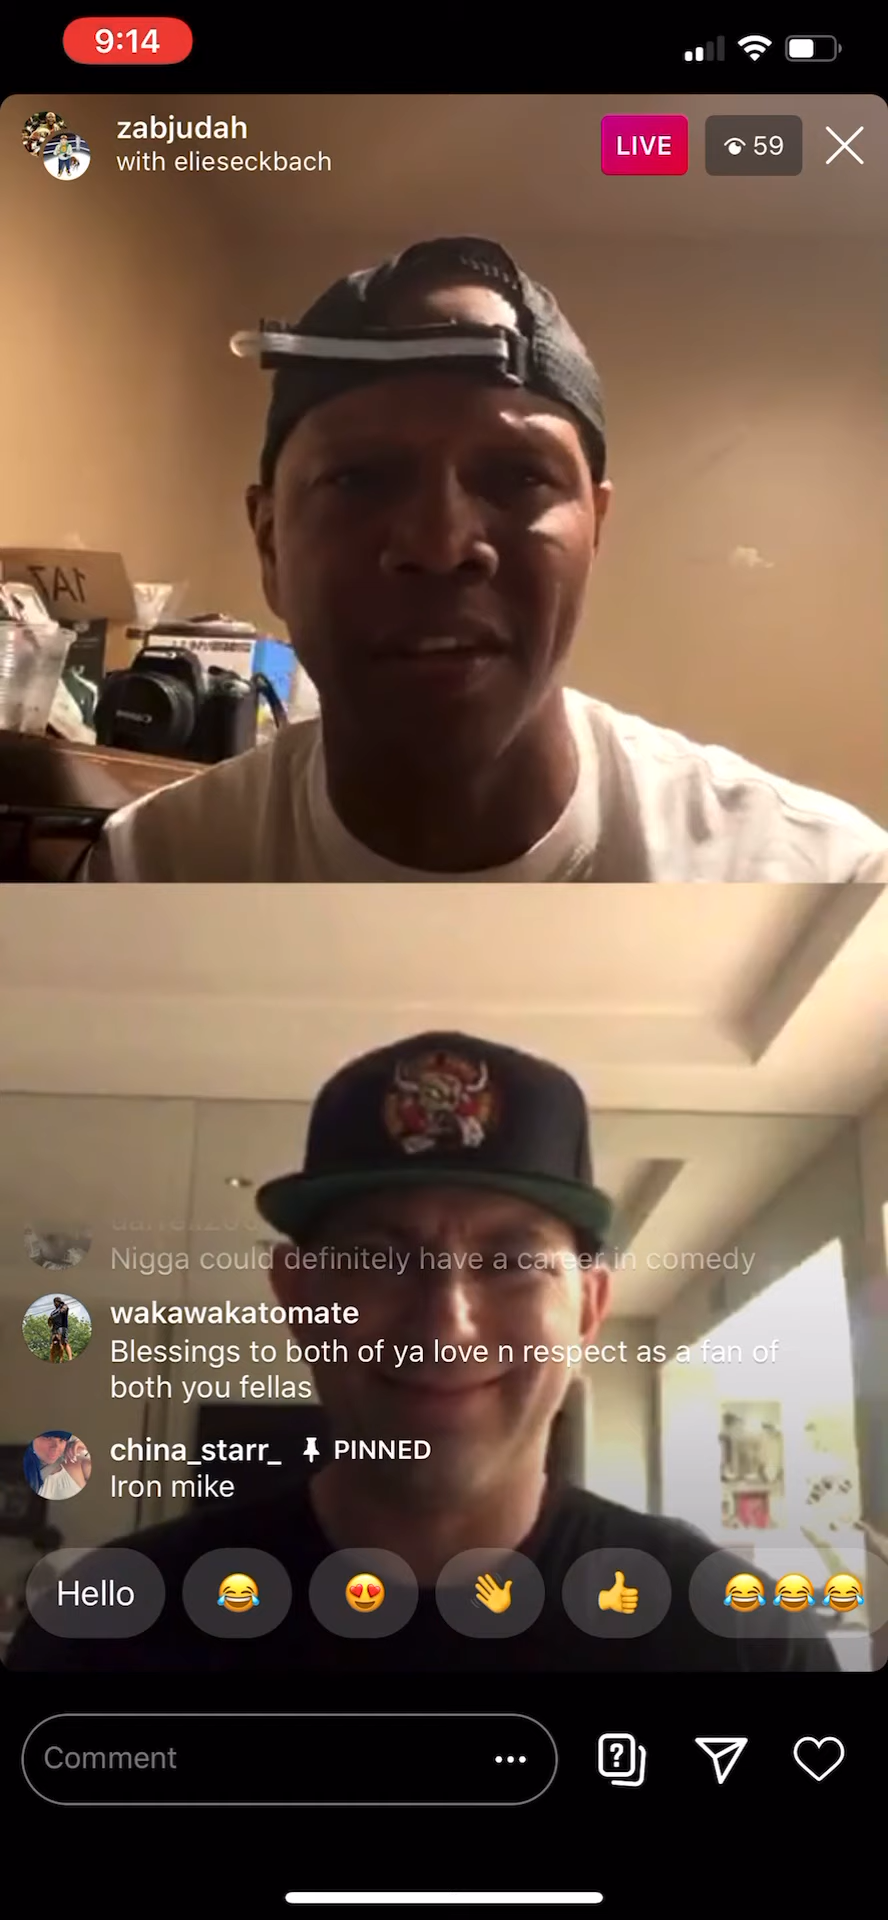 9:14
zabjudah
with elieseckbach
LIVE
59
Nigga could definitely have a career in comedy
wakawakatomate
Blessings to both of ya love n respect as a fan of
both you fellas
china_starr_ PINNED
Iron mike
Hello
Comment